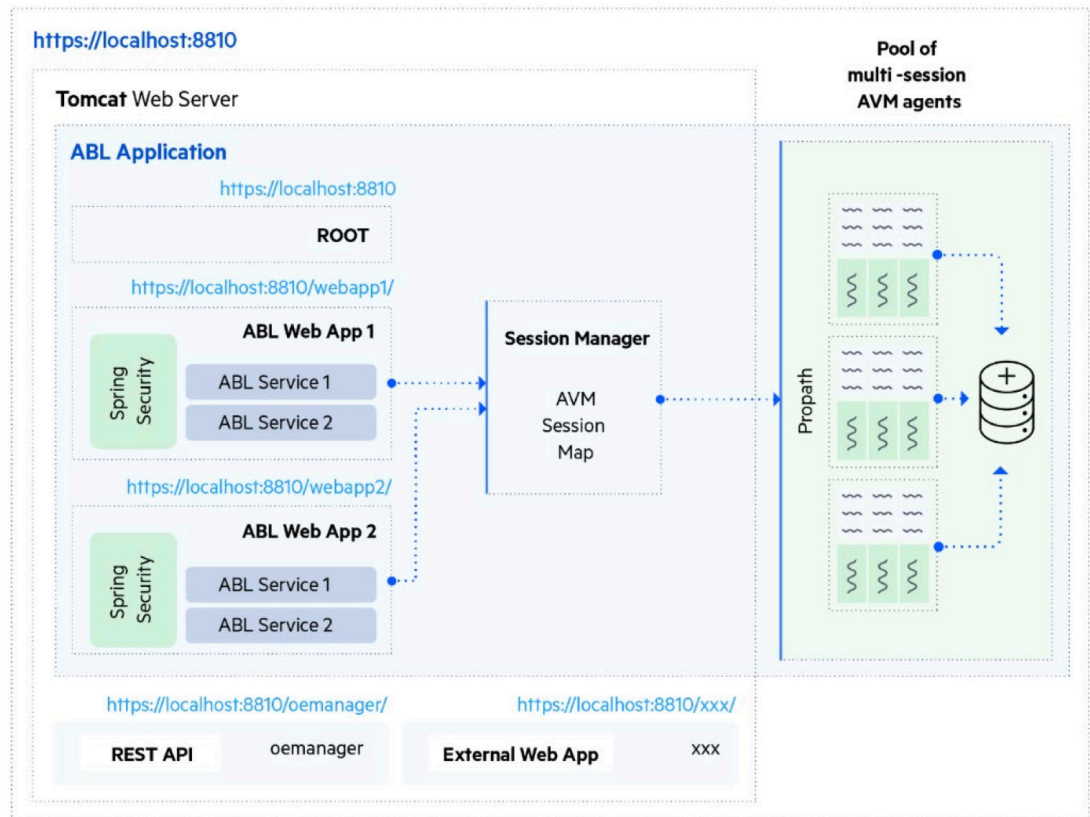 https://localhost:8810
Pool of
multi -session
AVM agents
Tomcat Web Server
ABL Application
https://localhost:8810
ROOT
https://localhost:8810/webapp1/
ABL Web App 1
Spring
Security
ABL Service 1
ABL Service 2
https://localhost:8810/webapp2/
ABL Web App 2
Spring
Security
ABL Service 1
ABL Service 2
Session Manager
AVM
Session
Map
Propath
https://localhost:8810/oemanager/
REST API
oemanager
https://localhost:8810/xxx/
External Web App
xxx